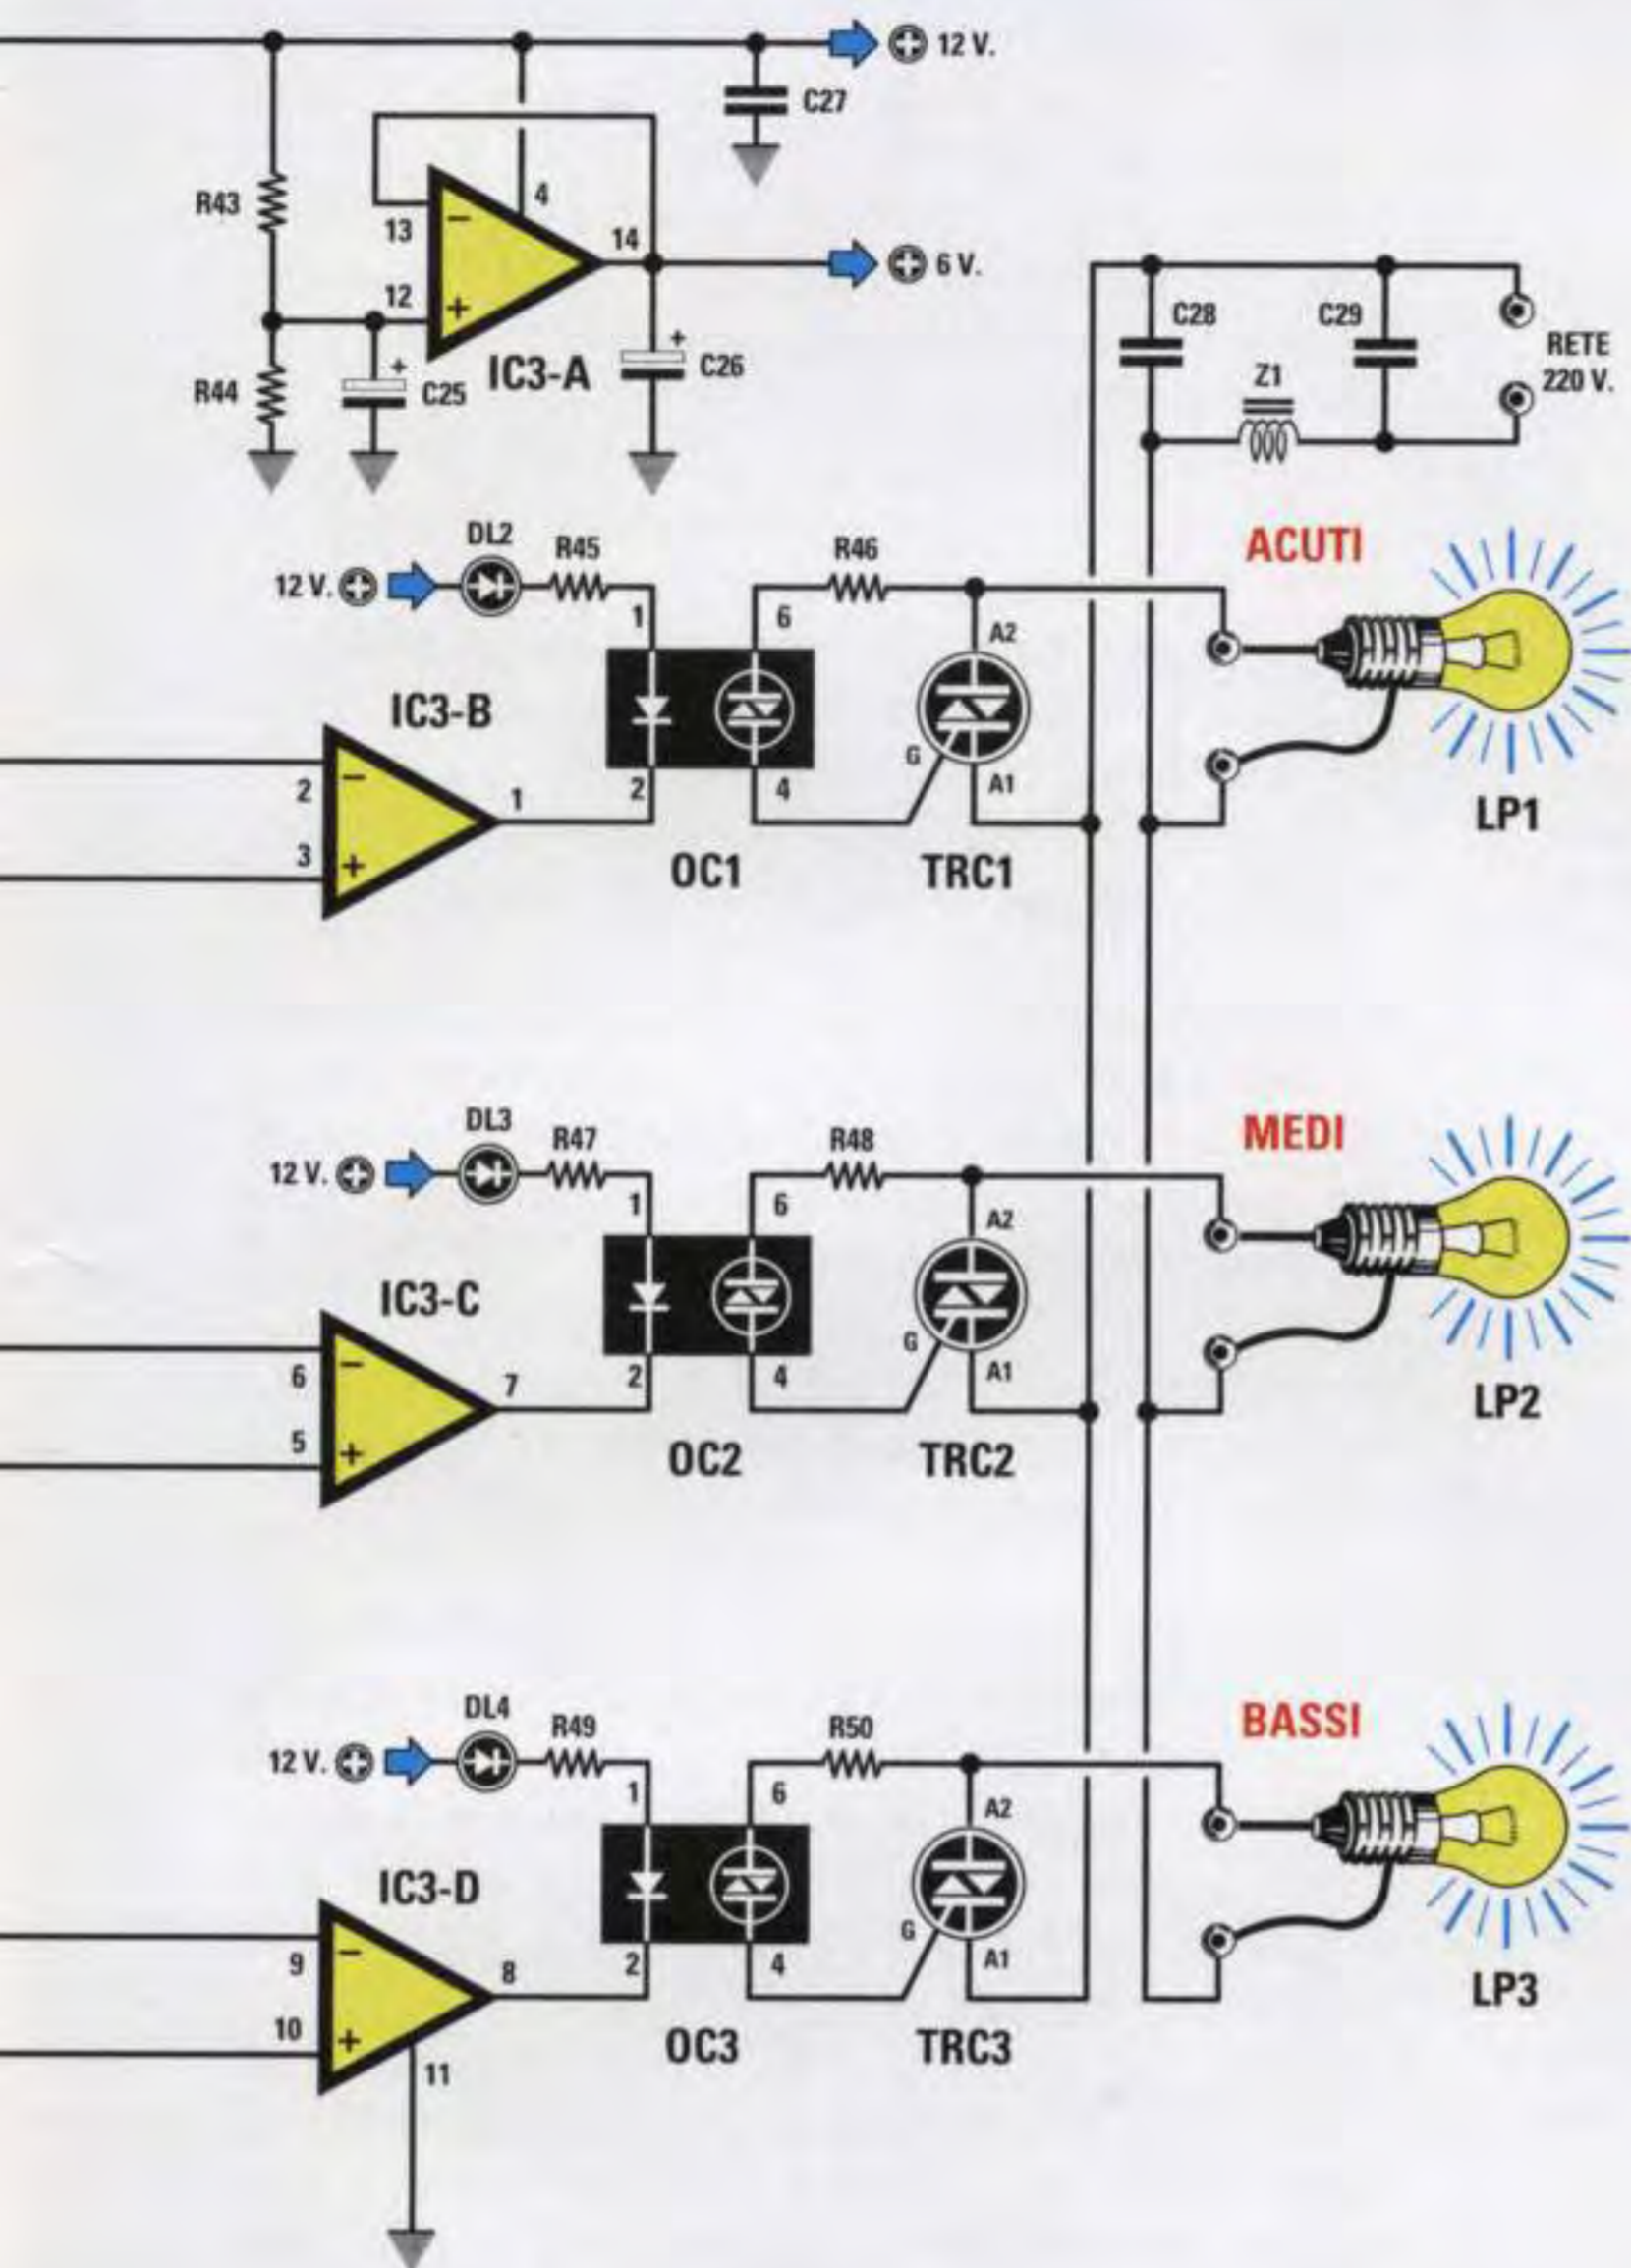 12 V.
C27
R43
4
13
14
6 V.
12
R44
C25
IC3-A
C26
C28
C29
RETE
220 V.
Z1
ACUTI
DL2
R45
R46
12 V.
1
6
A2
IC3-B
G
2
1
2
4
A1
3
OC1
TRC1
LP1
MEDI
DL3
R47
R48
12 V.
1
6
A2
IC3-C
G
6
7
2
4
A1
5
OC2
TRC2
LP2
BASSI
DL4
R49
R50
12 V.
1
6
A2
IC3-D
G
9
8
2
4
A1
10
11
OC3
TRC3
LP3